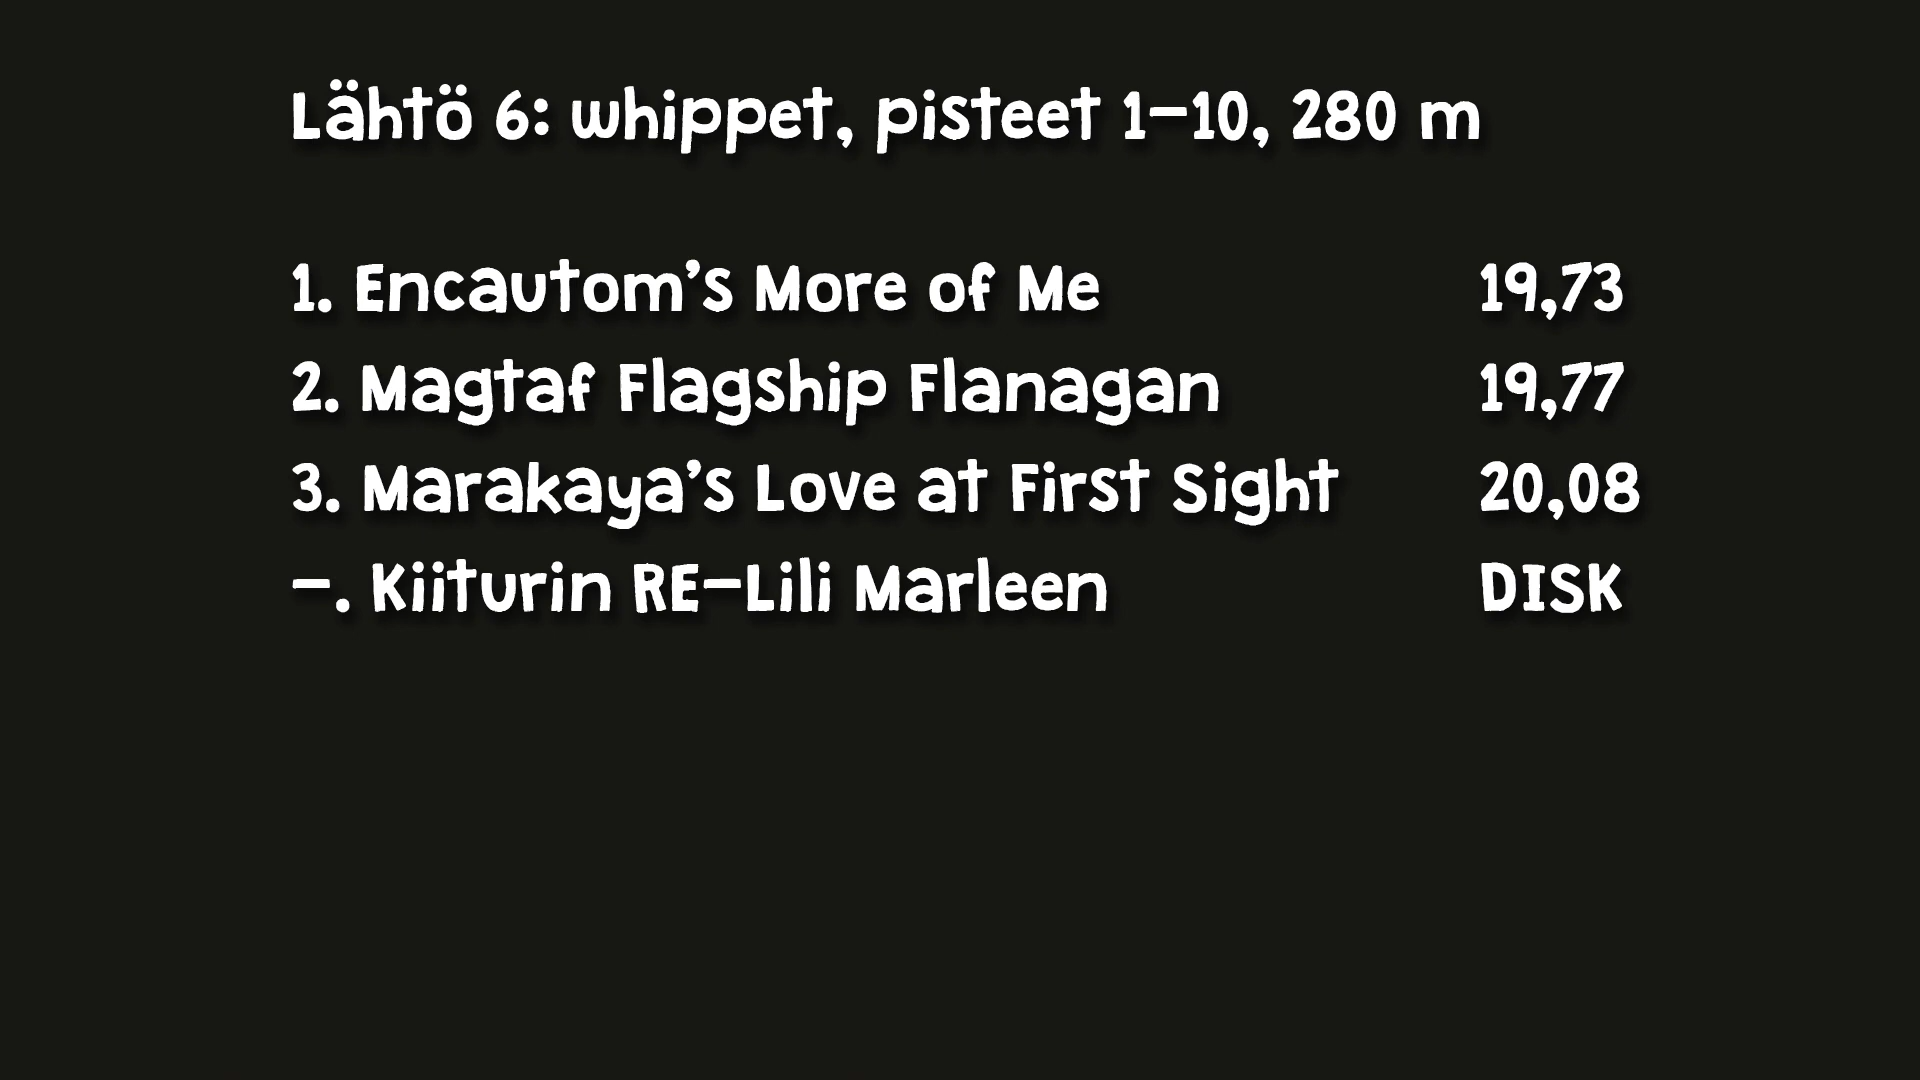 Lähtö 6: whippet, pisteet 1-10, 280 m
1. Encautom's More of Me 19,73
2. Magtaf Flagship Flanagan 19,77
3. Marakaya's Love at First Sight 20,08
-. Kiiturin RE-Lili Marleen DISK